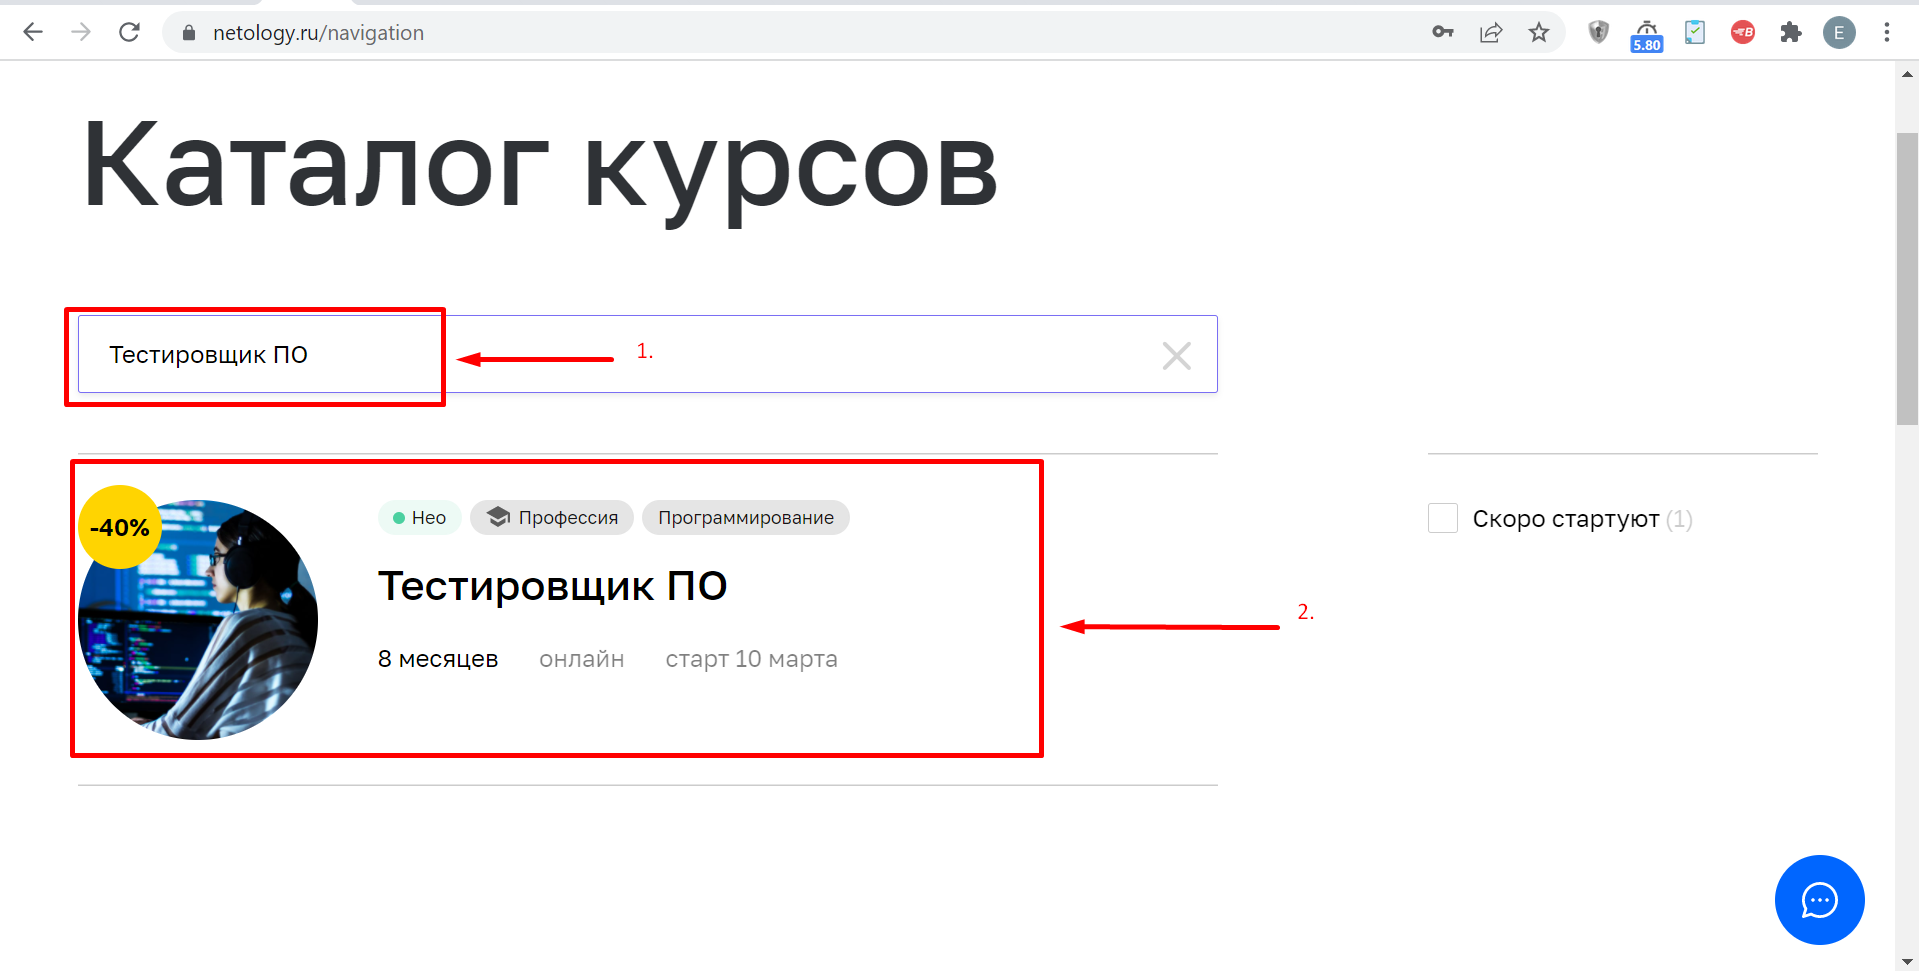 netology.ru/navigation
5.80
B
E
Каталог курсов
Тестировщик ПО
1.
-40%
Нео
Профессия
Программирование
Скоро стартуют (1)
Тестировщик ПО
2.
8 месяцев онлайн старт 10 марта